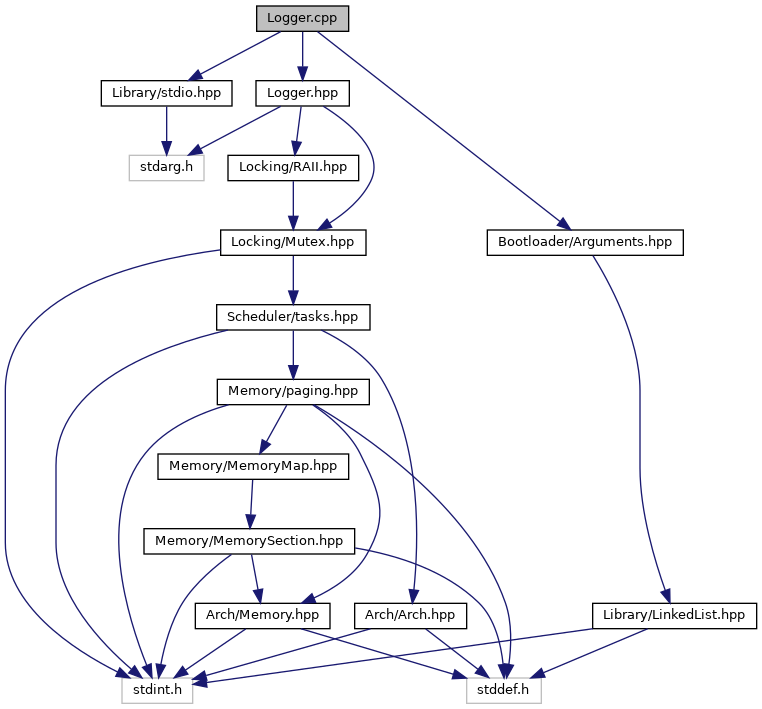 Logger.cpp
Library/stdio.hpp
Logger.hpp
stdarg.h
Locking/RAII.hpp
Locking/Mutex.hpp
Bootloader/Arguments.hpp
Scheduler/tasks.hpp
Memory/paging.hpp
Memory/MemoryMap.hpp
Memory/MemorySection.hpp
Arch/Memory.hpp
Arch/Arch.hpp
Library/LinkedList.hpp
stdint.h
stddef.h